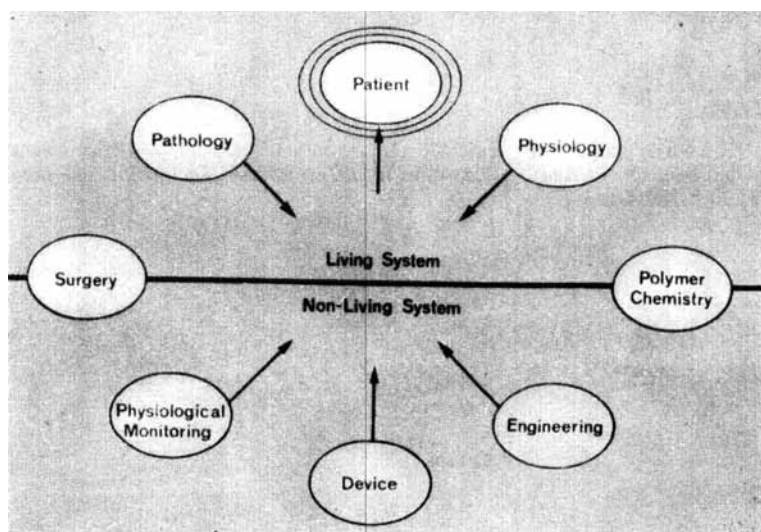 Patient
Pathology
Physiology
Living System
Surgery
Polymer
Chemistry
Non-Living System
Physiological
Monitoring
Engineering
Device